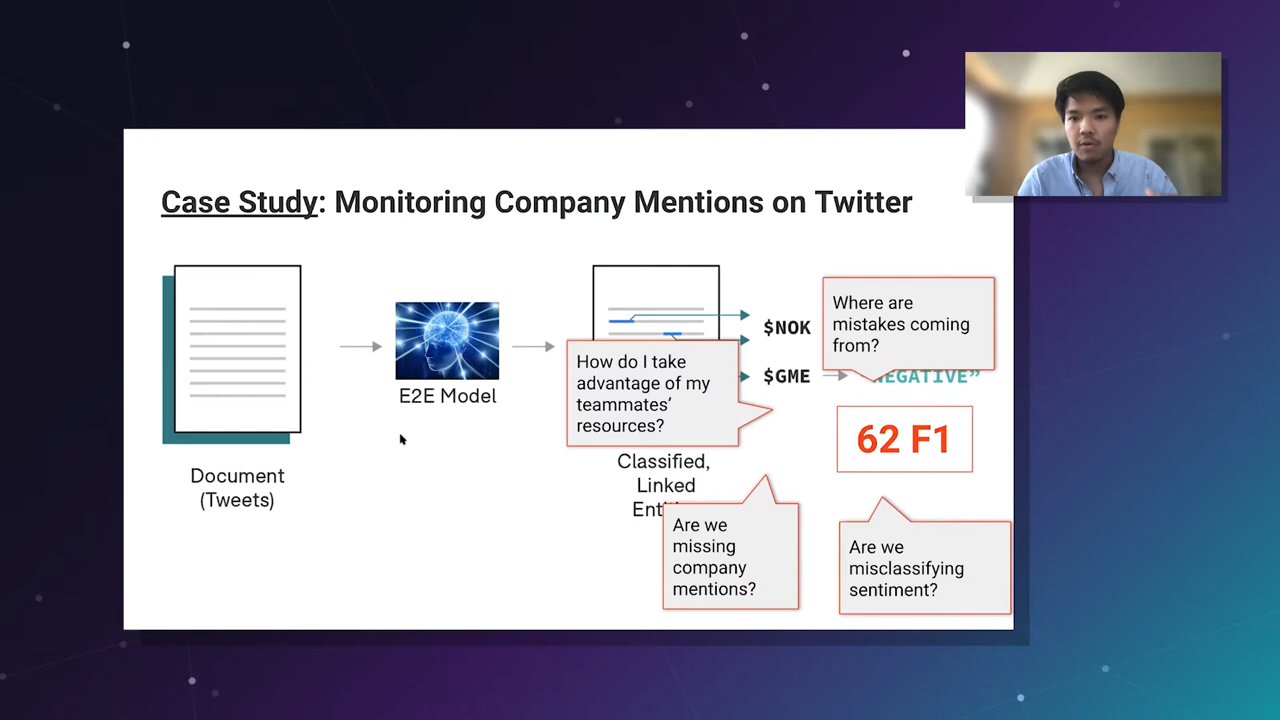 Case Study: Monitoring Company Mentions on Twitter
Document
(Tweets)
E2E Model
How do I take
advantage of my
teammates’
resources?
Classified,
Linked
$NOK
$GME
Where are
mistakes coming
from?
62 F1
Are we
missing
company
mentions?
Are we
misclassifying
sentiment?